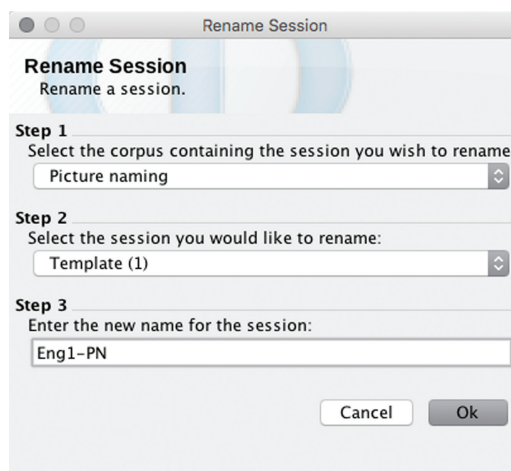 Rename Session
Rename Session
Rename a session.
Step 1
Select the corpus containing the session you wish to rename
Picture naming
Step 2
Select the session you would like to rename:
Template (1)
Step 3
Enter the new name for the session:
Eng1-PN
Cancel Ok